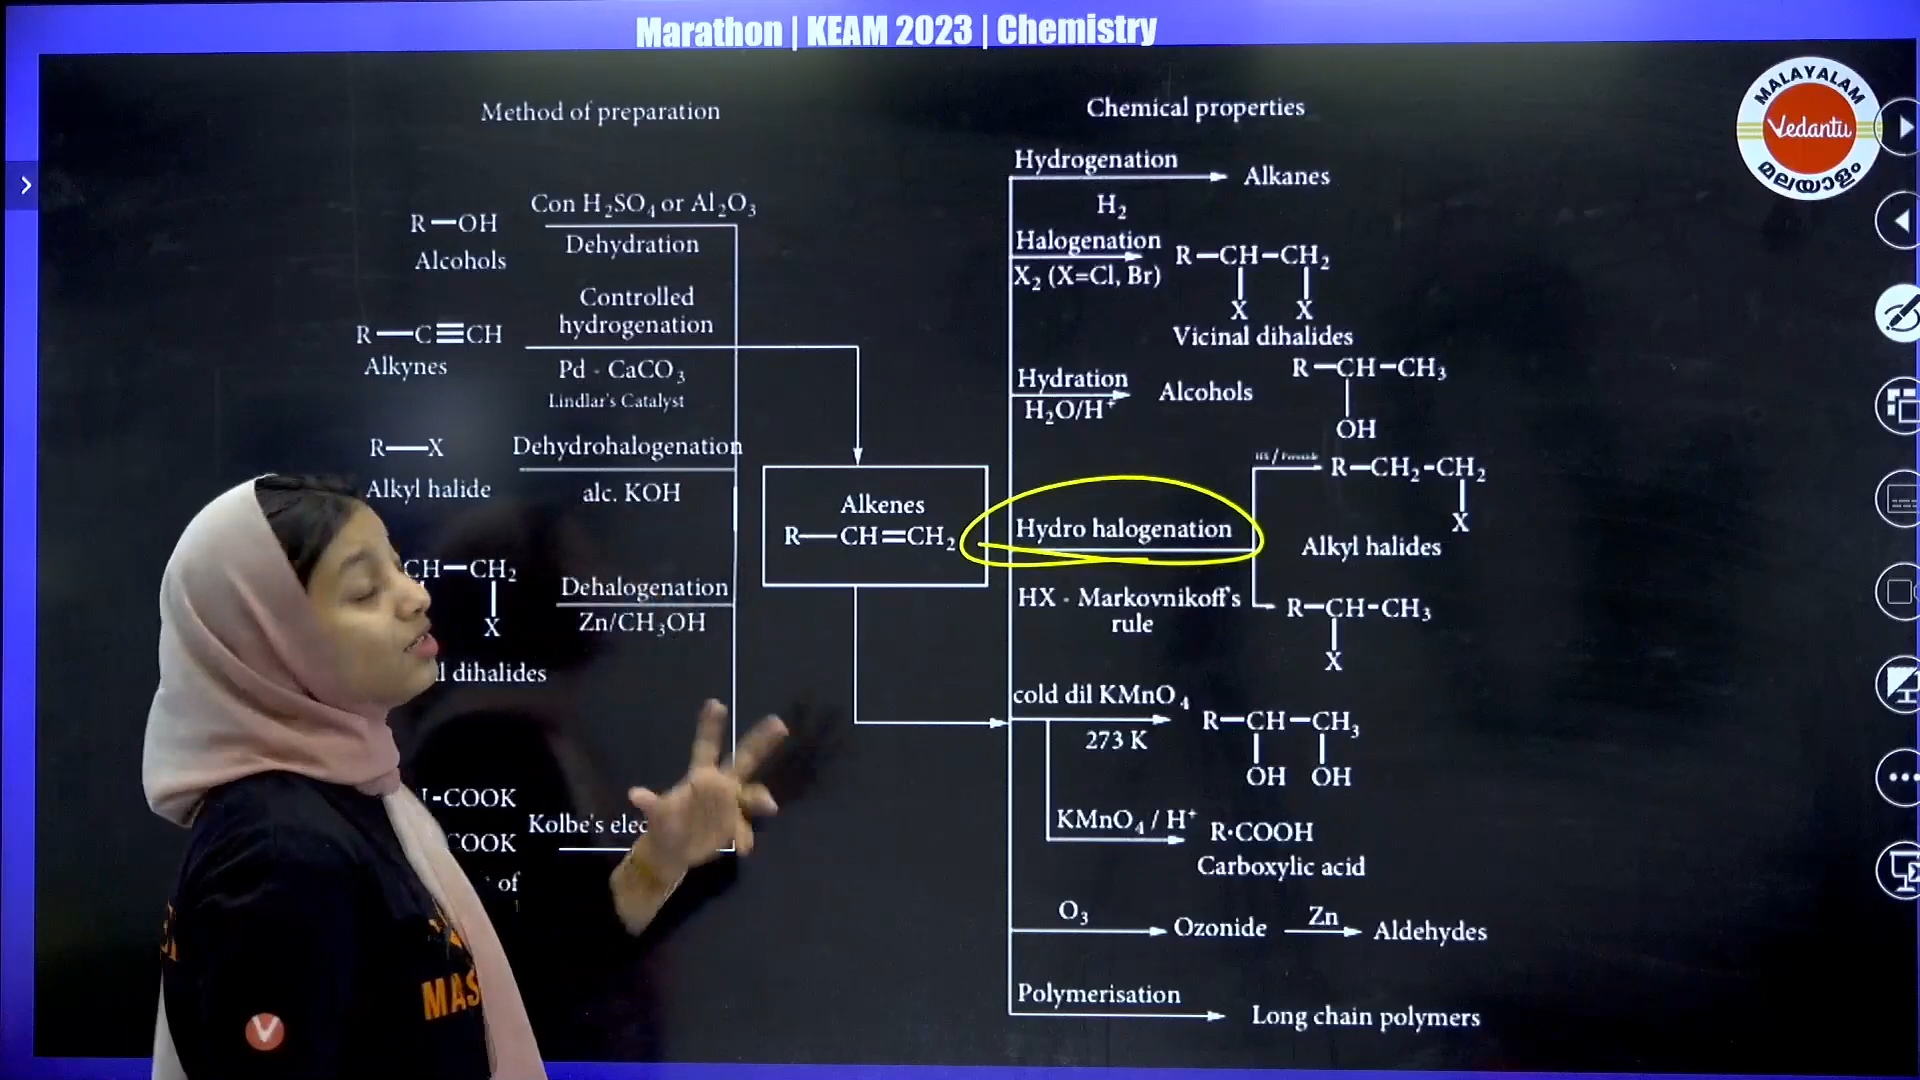 Marathon | KEAM 2023 | Chemistry
MALAYALAM
Vedantu
മലയാളം
Method of preparation
R—OH
Alcohols
Con H₂SO₄ or Al₂O₃
Dehydration
R—C≡CH
Alkynes
Controlled
hydrogenation
Pd - CaCO₃
Lindlar's Catalyst
R—X
Alkyl halide
Dehydrohalogenation
alc. KOH
CH—CH₂
X
l dihalides
Dehalogenation
Zn/CH₃OH
-COOK
COOK
of
Kolbe's elec
Alkenes
R—CH=CH₂
Chemical properties
Hydrogenation
H₂
Alkanes
Halogenation
X₂ (X=Cl, Br)
R—CH—CH₂
X X
Vicinal dihalides
Hydration
H₂O/H⁺
Alcohols
R—CH—CH₃
OH
Hydro halogenation
HX - Markovnikoff's
rule
HX / Peroxide
R—CH₂-CH₂
X
Alkyl halides
R—CH-CH₃
X
cold dil KMnO₄
273 K
R—CH—CH₃
OH OH
KMnO₄ / H⁺
R·COOH
Carboxylic acid
O₃
Ozonide
Zn
Aldehydes
Polymerisation
Long chain polymers
MAS
V